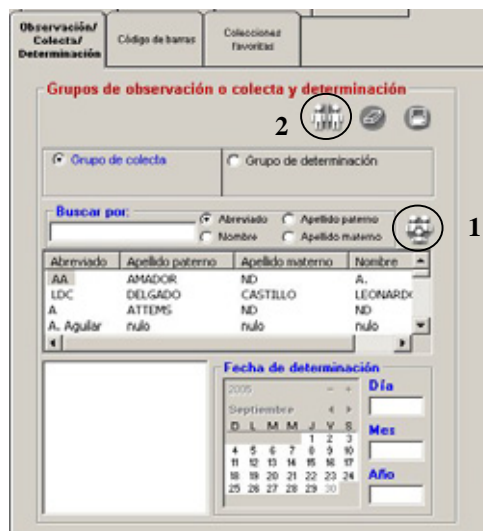 Observación/
Colecta/
Determinación
Código de barras
Colecciones
favoritas
Grupos de observación o colecta y determinación
2
Grupo de colecta
Grupo de determinación
Buscar por:
Abreviado
Apellido paterno
Nombre
Apellido materno
1
Abreviado Apellido paterno Apellido materno Nombre
AA AMADOR ND A.
LDC DELGADO CASTILLO LEONARD
A ATTEMS ND ND
A. Aguilar nulo nulo nulo
Fecha de determinación
2005 - +
Septiembre
D L M M J V S
1 2 3
4 5 6 7 8 9 10
11 12 13 14 15 16 17
18 19 20 21 22 23 24
25 26 27 28 29 30
Día
Mes
Año